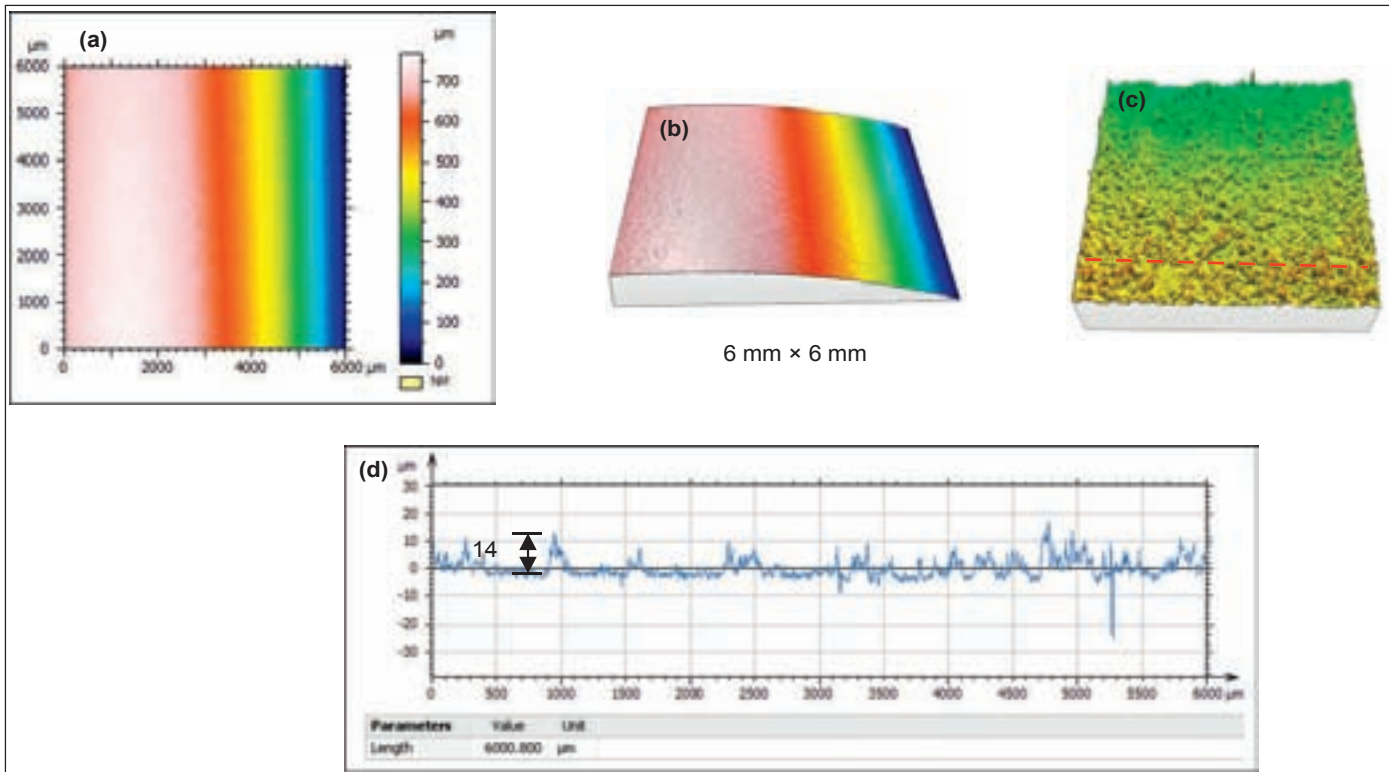 (a)
µm
6000
5000
4000
3000
2000
1000
0
0 2000 4000 6000 µm
µm
700
600
500
400
300
200
100
0
NM
(b)
6 mm × 6 mm
(c)
(d)
µm
30
20
10
0
-10
-20
-30
14
0 500 1000 1500 2000 2500 3000 3500 4000 4500 5000 5500 6000 µm
Parameters Value Unit
Length 6000.800 µm